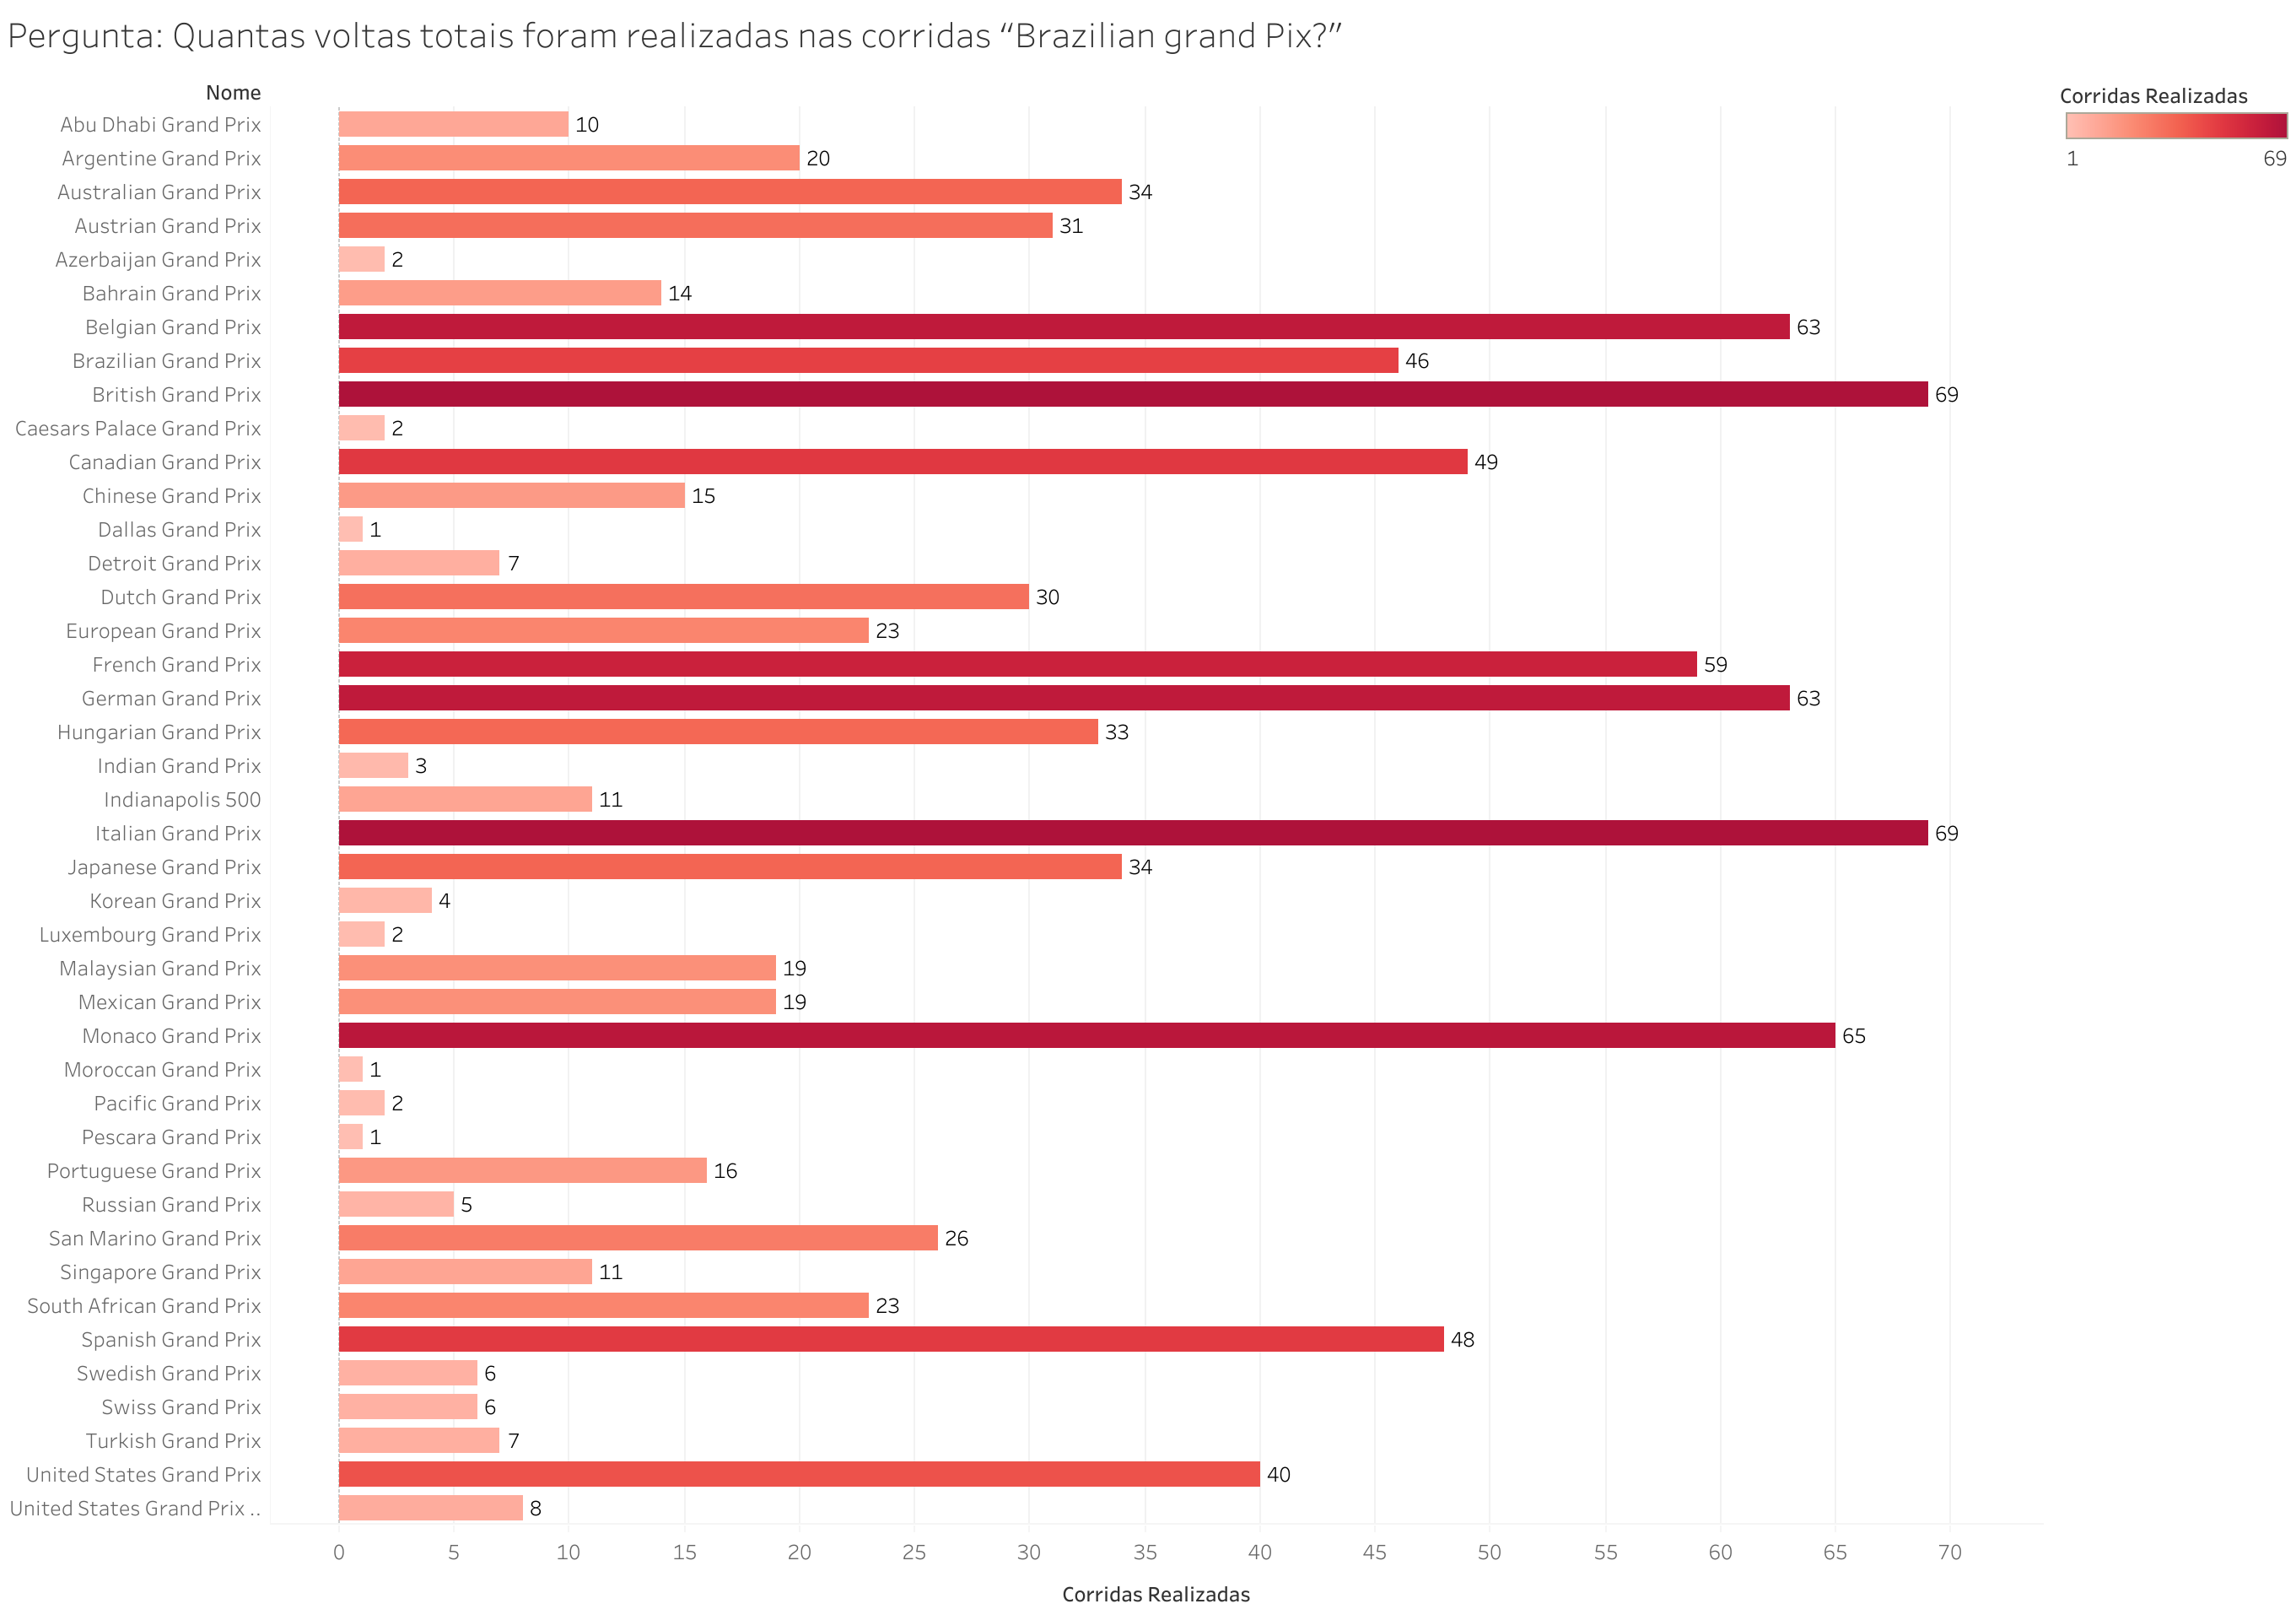 Pergunta: Quantas voltas totais foram realizadas nas corridas “Brazilian grand Pix?”
Nome
Corridas Realizadas
1 69
Abu Dhabi Grand Prix 10
Argentine Grand Prix 20
Australian Grand Prix 34
Austrian Grand Prix 31
Azerbaijan Grand Prix 2
Bahrain Grand Prix 14
Belgian Grand Prix 63
Brazilian Grand Prix 46
British Grand Prix 69
Caesars Palace Grand Prix 2
Canadian Grand Prix 49
Chinese Grand Prix 15
Dallas Grand Prix 1
Detroit Grand Prix 7
Dutch Grand Prix 30
European Grand Prix 23
French Grand Prix 59
German Grand Prix 63
Hungarian Grand Prix 33
Indian Grand Prix 3
Indianapolis 500 11
Italian Grand Prix 69
Japanese Grand Prix 34
Korean Grand Prix 4
Luxembourg Grand Prix 2
Malaysian Grand Prix 19
Mexican Grand Prix 19
Monaco Grand Prix 65
Moroccan Grand Prix 1
Pacific Grand Prix 2
Pescara Grand Prix 1
Portuguese Grand Prix 16
Russian Grand Prix 5
San Marino Grand Prix 26
Singapore Grand Prix 11
South African Grand Prix 23
Spanish Grand Prix 48
Swedish Grand Prix 6
Swiss Grand Prix 6
Turkish Grand Prix 7
United States Grand Prix 40
United States Grand Prix .. 8
0 5 10 15 20 25 30 35 40 45 50 55 60 65 70
Corridas Realizadas